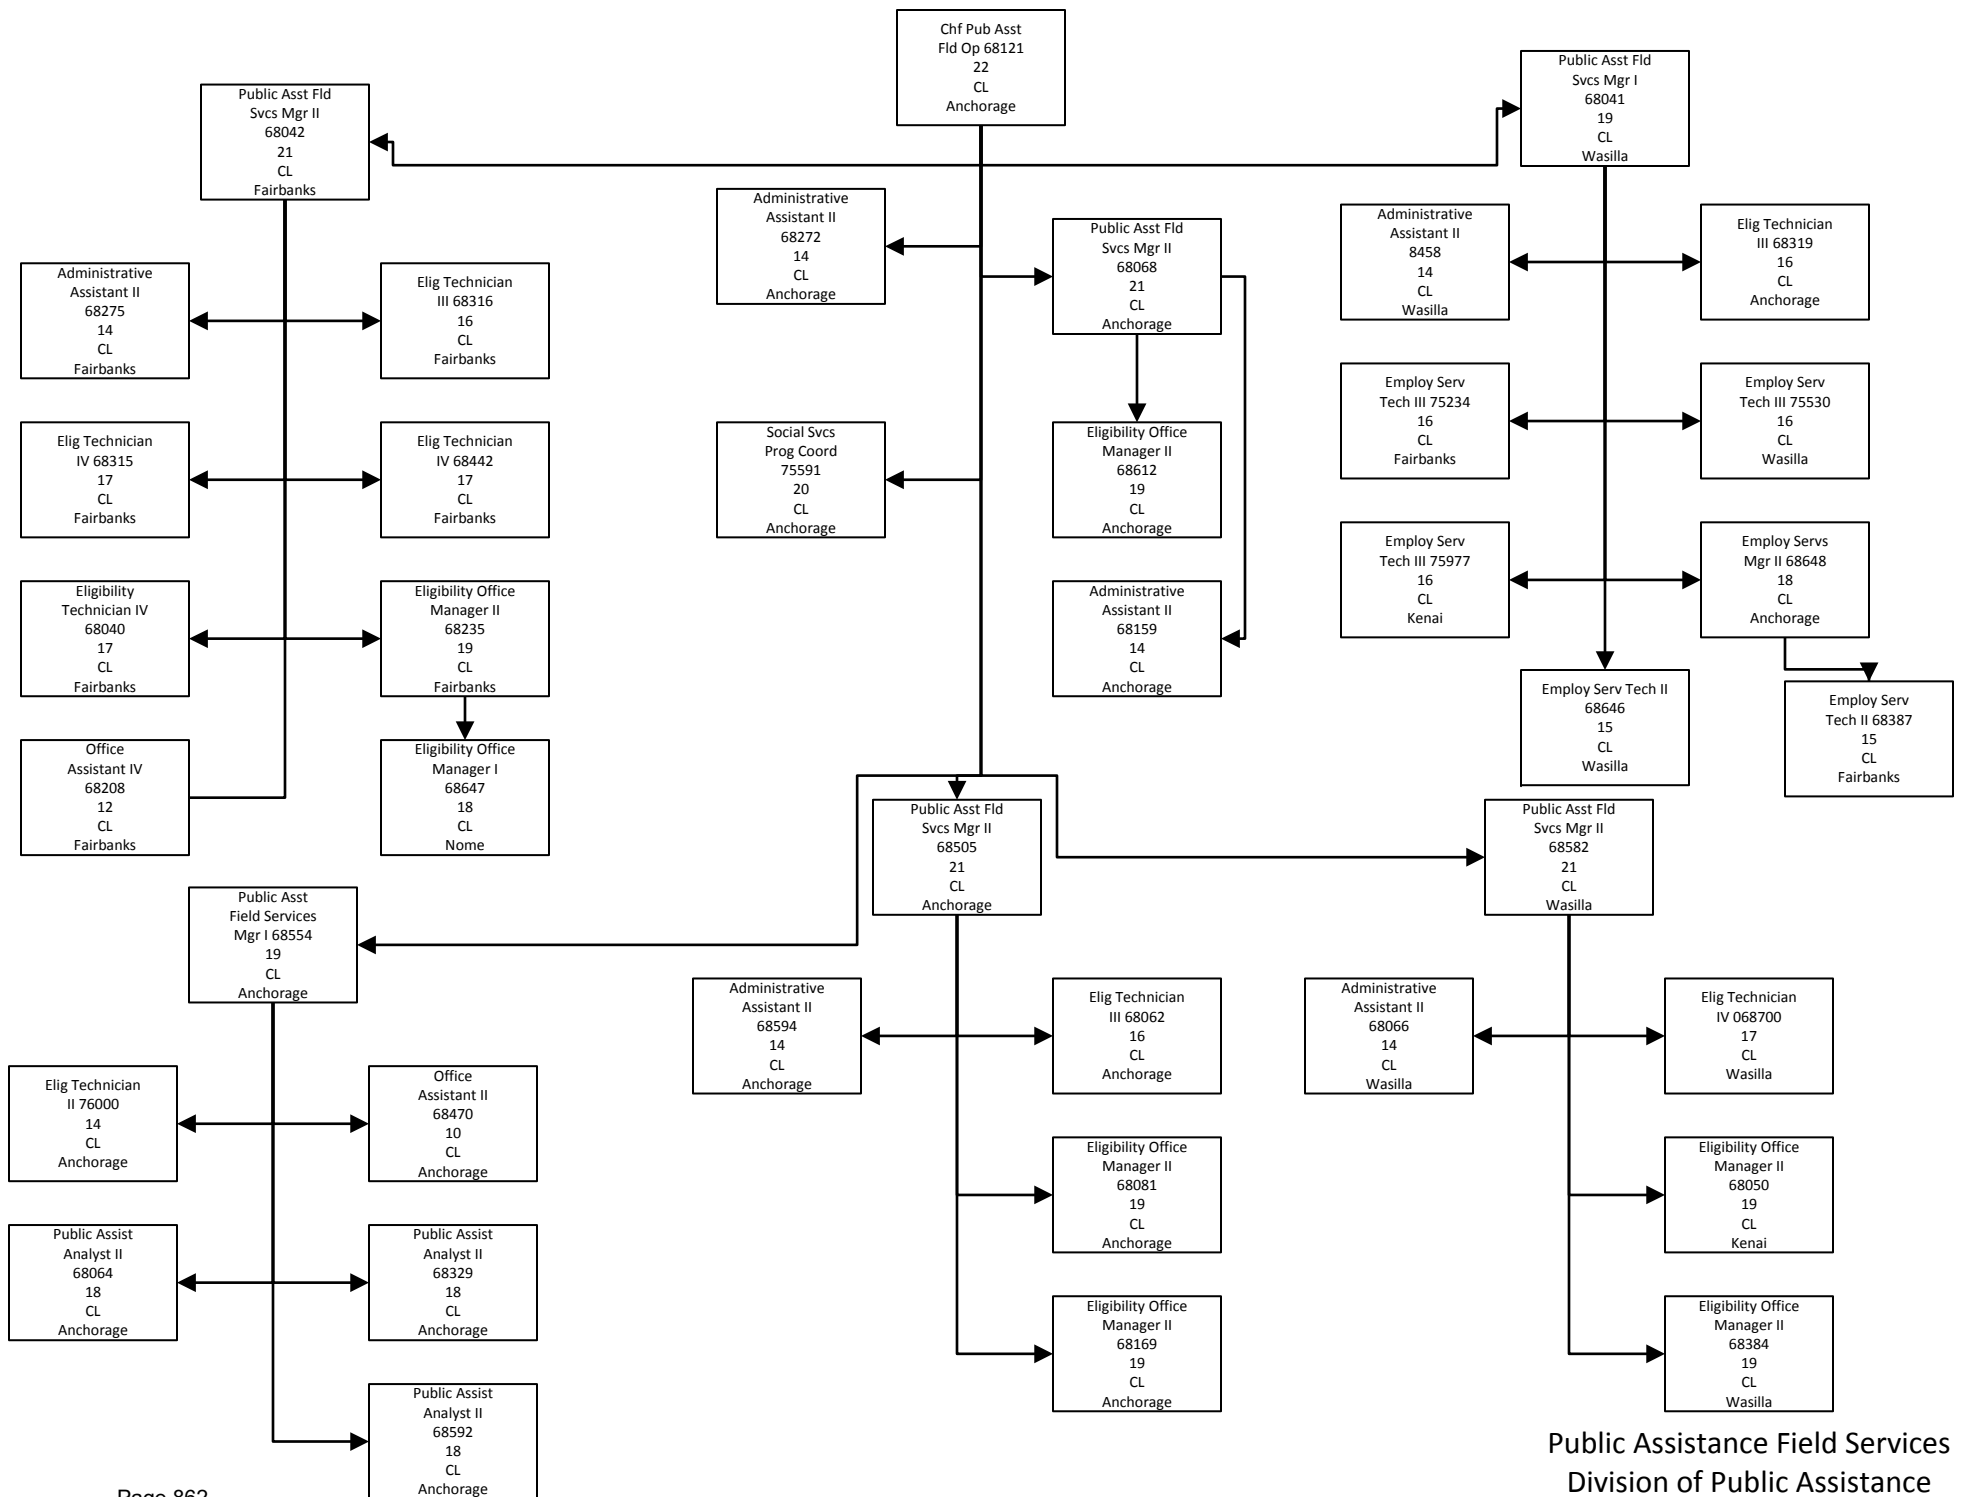 Chf Pub Asst
Fld Op 68121
22
CL
Anchorage
Public Asst Fld
Svcs Mgr II
68042
21
CL
Fairbanks
Public Asst Fld
Svcs Mgr I
68041
19
CL
Wasilla
Administrative
Assistant II
68275
14
CL
Fairbanks
Elig Technician
III 68316
16
CL
Fairbanks
Elig Technician
IV 68315
17
CL
Fairbanks
Elig Technician
IV 68442
17
CL
Fairbanks
Eligibility
Technician IV
68040
17
CL
Fairbanks
Eligibility Office
Manager II
68235
19
CL
Fairbanks
Office
Assistant IV
68208
12
CL
Fairbanks
Eligibility Office
Manager I
68647
18
CL
Nome
Administrative
Assistant II
68272
14
CL
Anchorage
Public Asst Fld
Svcs Mgr II
68068
21
CL
Anchorage
Social Svcs
Prog Coord
75591
20
CL
Anchorage
Eligibility Office
Manager II
68612
19
CL
Anchorage
Administrative
Assistant II
68159
14
CL
Anchorage
Administrative
Assistant II
8458
14
CL
Wasilla
Elig Technician
III 68319
16
CL
Anchorage
Employ Serv
Tech III 75234
16
CL
Fairbanks
Employ Serv
Tech III 75530
16
CL
Wasilla
Employ Serv
Tech III 75977
16
CL
Kenai
Employ Servs
Mgr II 68648
18
CL
Anchorage
Employ Serv Tech II
68646
15
CL
Wasilla
Employ Serv
Tech II 68387
15
CL
Fairbanks
Public Asst
Field Services
Mgr I 68554
19
CL
Anchorage
Public Asst Fld
Svcs Mgr II
68505
21
CL
Anchorage
Public Asst Fld
Svcs Mgr II
68582
21
CL
Wasilla
Elig Technician
II 76000
14
CL
Anchorage
Office
Assistant II
68470
10
CL
Anchorage
Public Assist
Analyst II
68064
18
CL
Anchorage
Public Assist
Analyst II
68329
18
CL
Anchorage
Public Assist
Analyst II
68592
18
CL
Anchorage
Administrative
Assistant II
68594
14
CL
Anchorage
Elig Technician
III 68062
16
CL
Anchorage
Eligibility Office
Manager II
68081
19
CL
Anchorage
Eligibility Office
Manager II
68169
19
CL
Anchorage
Administrative
Assistant II
68066
14
CL
Wasilla
Elig Technician
IV 068700
17
CL
Wasilla
Eligibility Office
Manager II
68050
19
CL
Kenai
Eligibility Office
Manager II
68384
19
CL
Wasilla
Public Assistance Field Services
Division of Public Assistance
Page 862